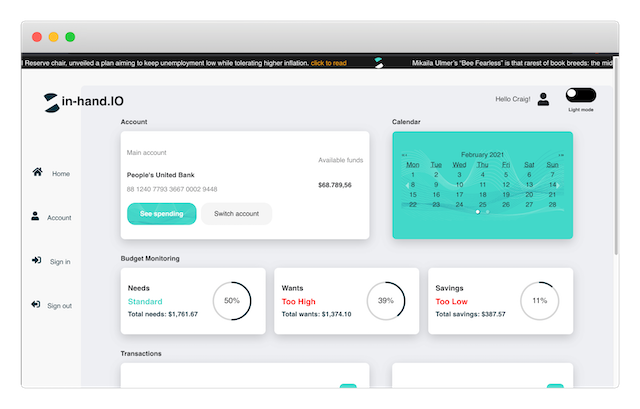 l Reserve chair, unveiled a plan aiming to keep unemployment low while tolerating higher inflation. click to read
Mikaila Ulmer's "Bee Fearless" is that rarest of book breeds: the mid
in-hand.IO
Hello Craig!
Light mode
Account
Calendar
Main account
Available funds
People's United Bank
88 1240 7793 3667 0002 9448
$68.789,56
See spending
Switch account
February 2021
Mon Tue Wed Thu Fri Sat Sun
1 2 3 4 5 6 7
8 9 10 11 12 13 14
15 16 17 18 19 20 21
22 23 24 25 26 27 28
Home
Account
Sign in
Sign out
Budget Monitoring
Needs
Standard
Total needs: $1,761.67
50%
Wants
Too High
Total wants: $1,374.10
39%
Savings
Too Low
Total savings: $387.57
11%
Transactions